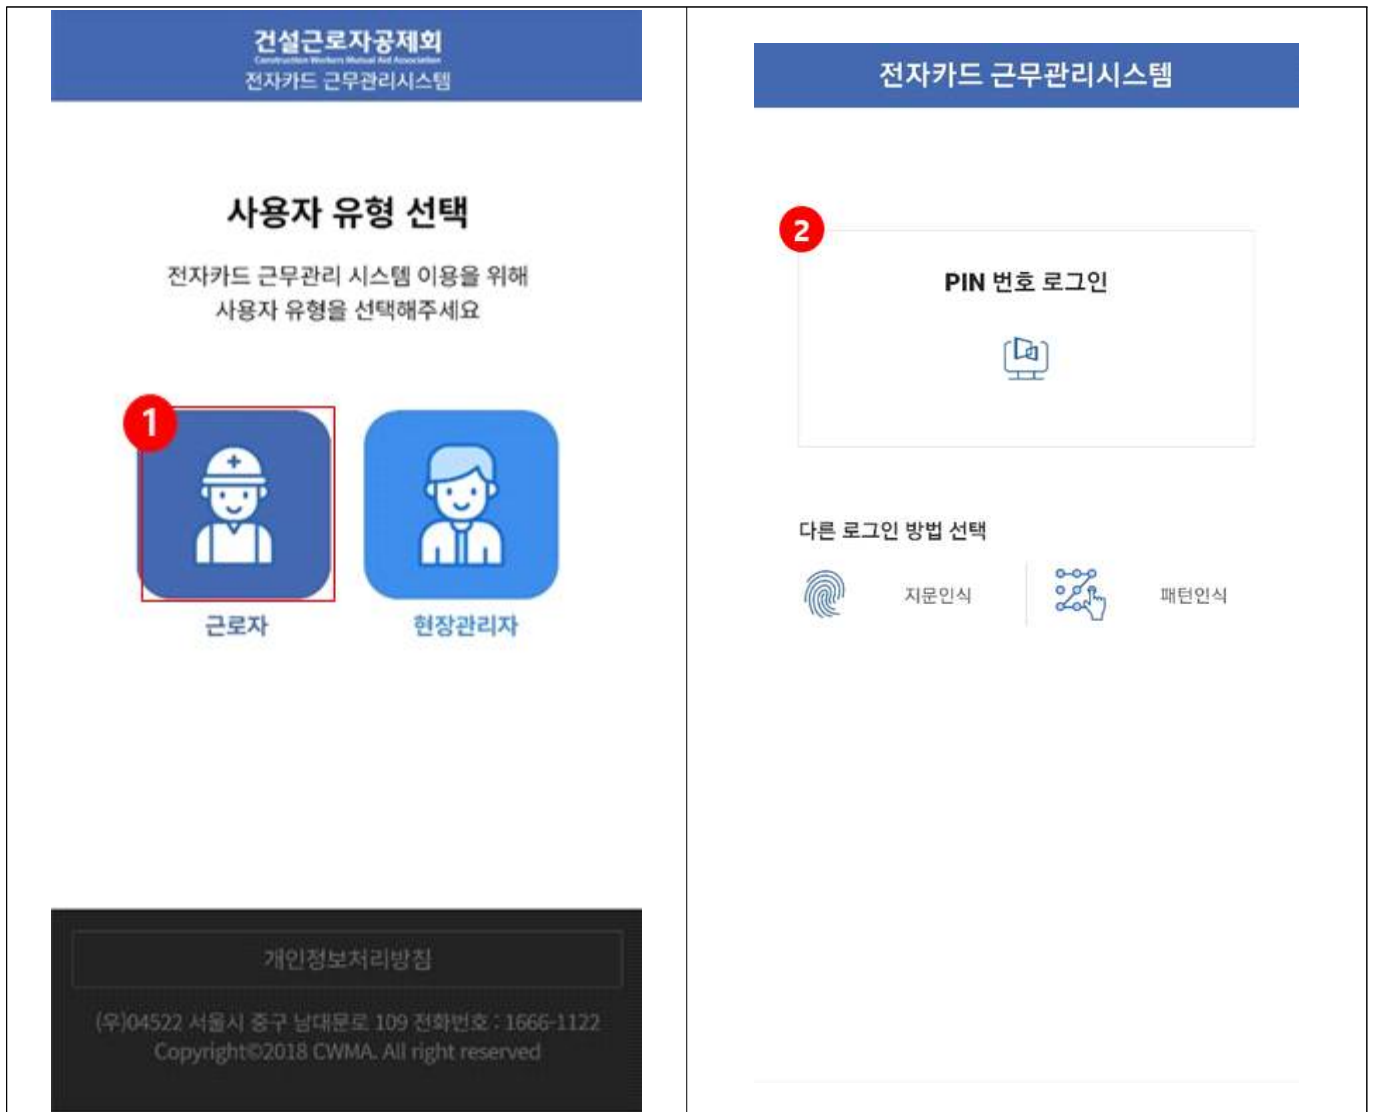 건설근로자공제회
Construction Workers Mutual Aid Association
전자카드 근무관리시스템
사용자 유형 선택
전자카드 근무관리 시스템 이용을 위해
사용자 유형을 선택해주세요
1
근로자
현장관리자
개인정보처리방침
(우)04522 서울시 중구 남대문로 109 전화번호 : 1666-1122
Copyright©2018 CWMA. All right reserved
전자카드 근무관리시스템
2
PIN 번호 로그인
다른 로그인 방법 선택
지문인식
패턴인식